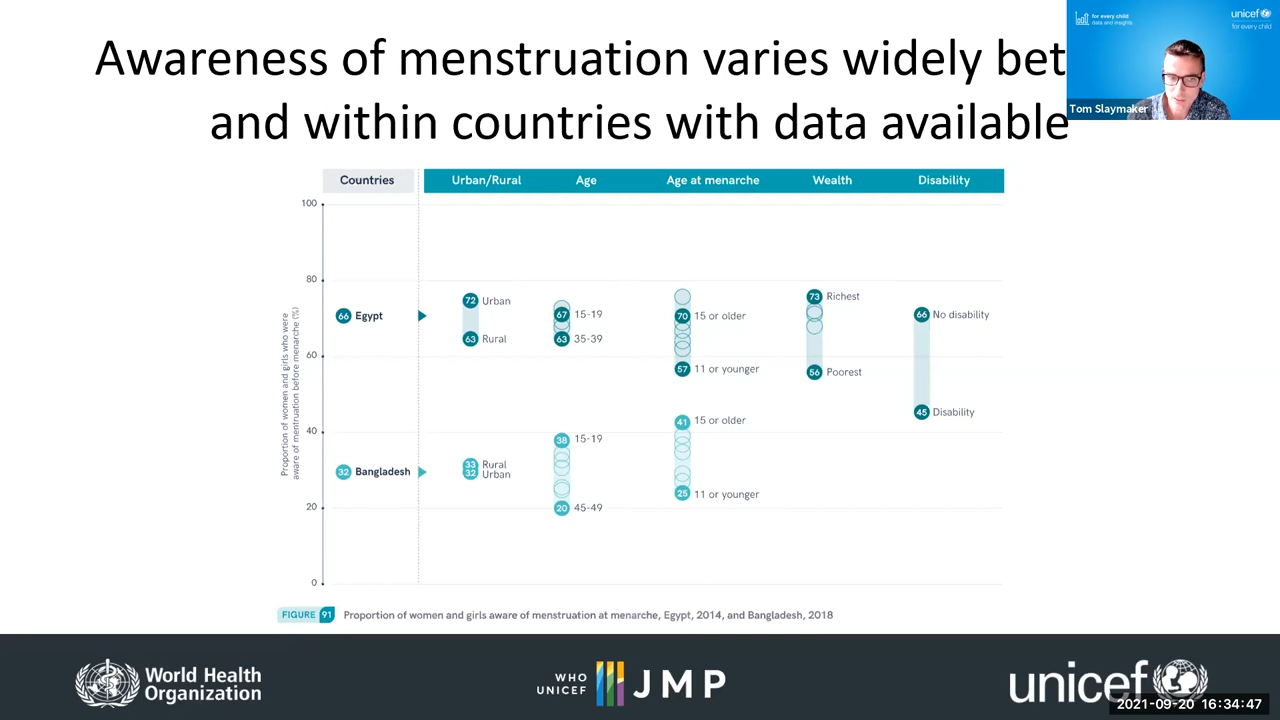 Awareness of menstruation varies widely bet
and within countries with data available
for every child
data and insights
unicef
for every child
Tom Slaymaker
Countries
Urban/Rural
Age
Age at menarche
Wealth
Disability
Proportion of women and girls who were
aware of mentruation before menarche (%)
100
80
60
40
20
0
66 Egypt
72 Urban
63 Rural
67 15-19
63 35-39
70 15 or older
57 11 or younger
73 Richest
56 Poorest
66 No disability
45 Disability
32 Bangladesh
33 Rural
32 Urban
38 15-19
20 45-49
41 15 or older
25 11 or younger
FIGURE 91 Proportion of women and girls aware of menstruation at menarche, Egypt, 2014, and Bangladesh, 2018
World Health
Organization
WHO
UNICEF
JMP
unicef
2021-09-20 16:34:47